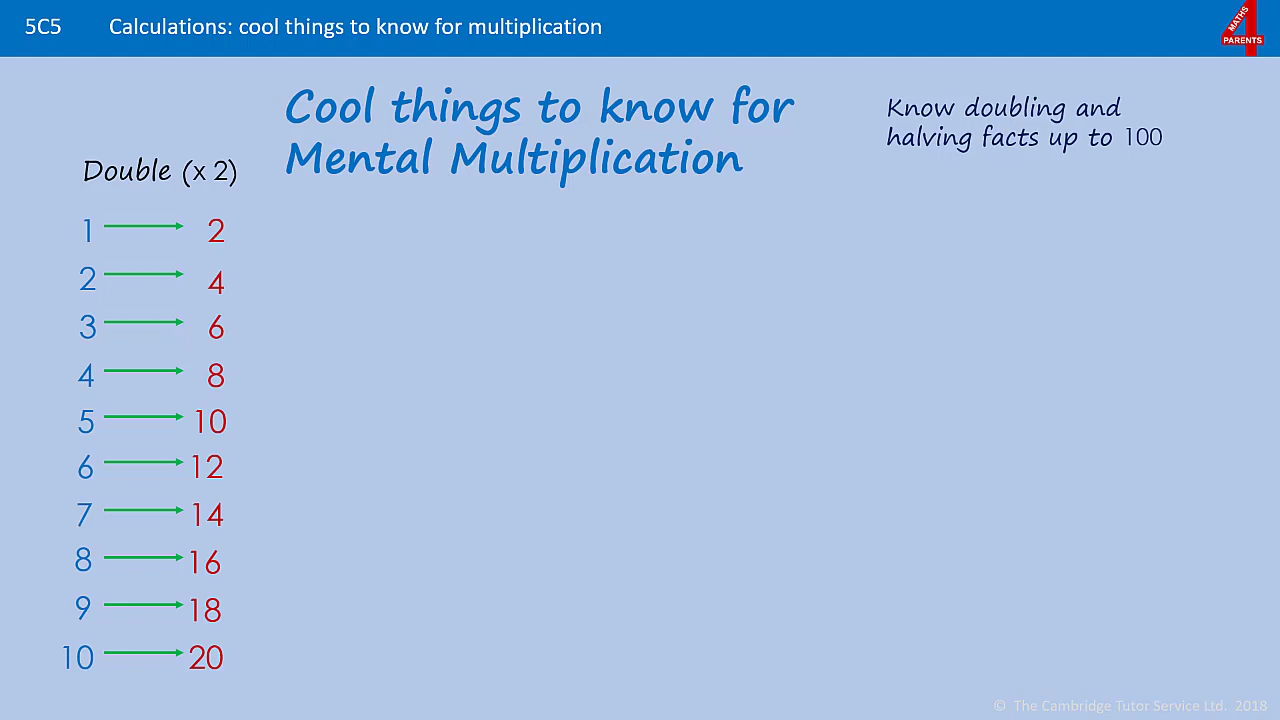 5C5 Calculations: cool things to know for multiplication
MATHS
4
PARENTS
Cool things to know for
Mental Multiplication
Know doubling and
halving facts up to 100
Double (x 2)
1 2
2 4
3 6
4 8
5 10
6 12
7 14
8 16
9 18
10 20
© The Cambridge Tutor Service Ltd. 2018